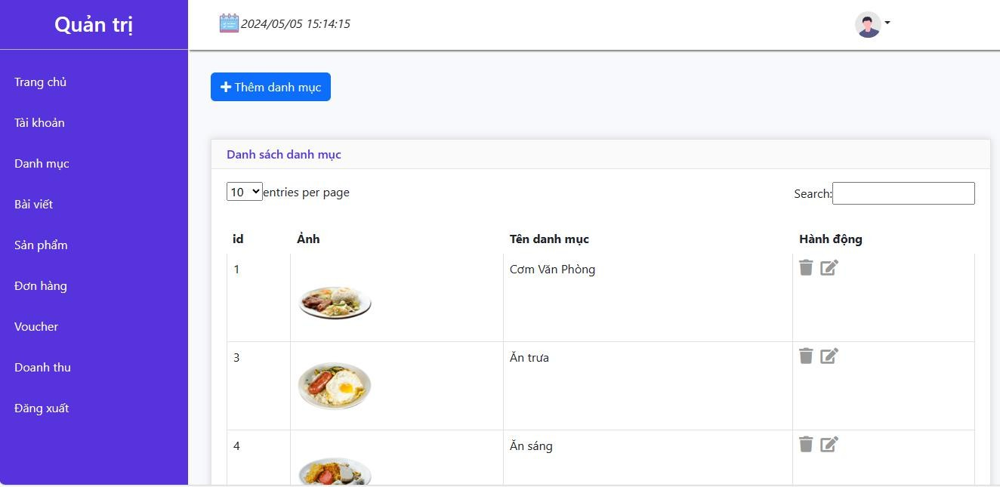 Quản trị
2024/05/05 15:14:15
Trang chủ
Tài khoản
Danh mục
Bài viết
Sản phẩm
Đơn hàng
Voucher
Doanh thu
Đăng xuất
Thêm danh mục
Danh sách danh mục
10 entries per page
Search:
id Ảnh Tên danh mục Hành động
1 Cơm Văn Phòng
3 Ăn trưa
4 Ăn sáng